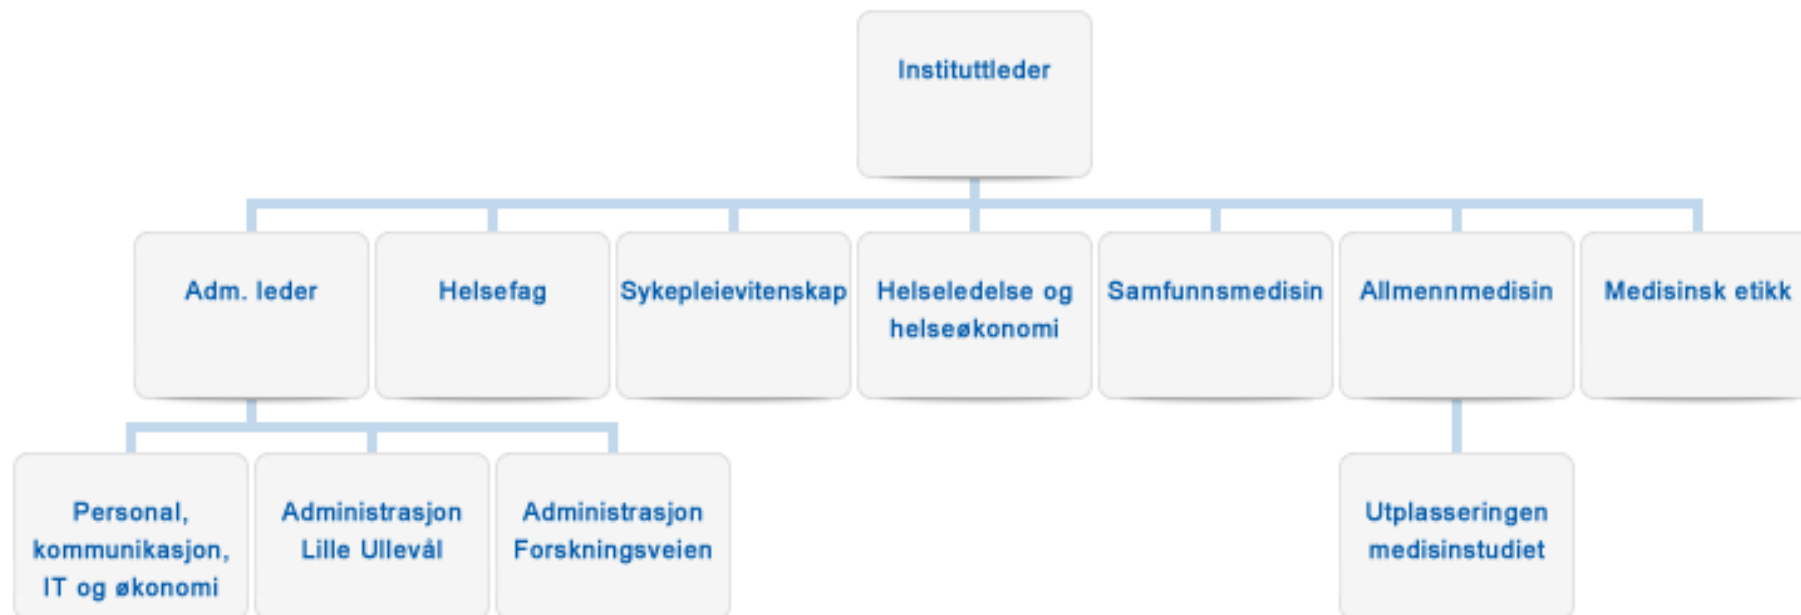 Instituttleder
Adm. leder
Helsefag
Sykepleievitenskap
Helseledelse og
helseøkonomi
Samfunnsmedisin
Allmennmedisin
Medisinsk etikk
Personal,
kommunikasjon,
IT og økonomi
Administrasjon
Lille Ullevål
Administrasjon
Forskningsveien
Utplasseringen
medisinstudiet